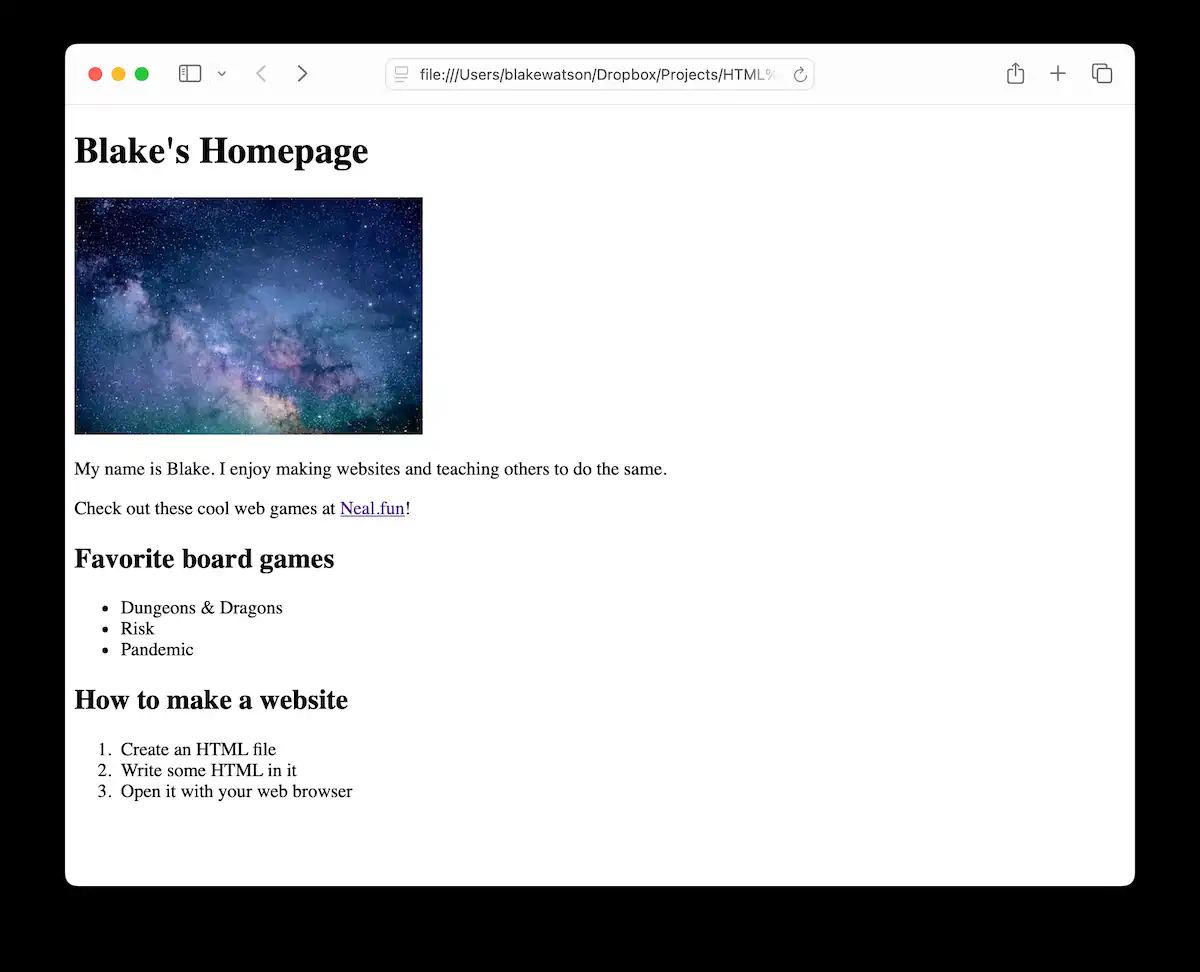 file:///Users/blakewatson/Dropbox/Projects/HTML%
Blake's Homepage
My name is Blake. I enjoy making websites and teaching others to do the same.
Check out these cool web games at Neal.fun!
Favorite board games
• Dungeons & Dragons
• Risk
• Pandemic
How to make a website
1. Create an HTML file
2. Write some HTML in it
3. Open it with your web browser